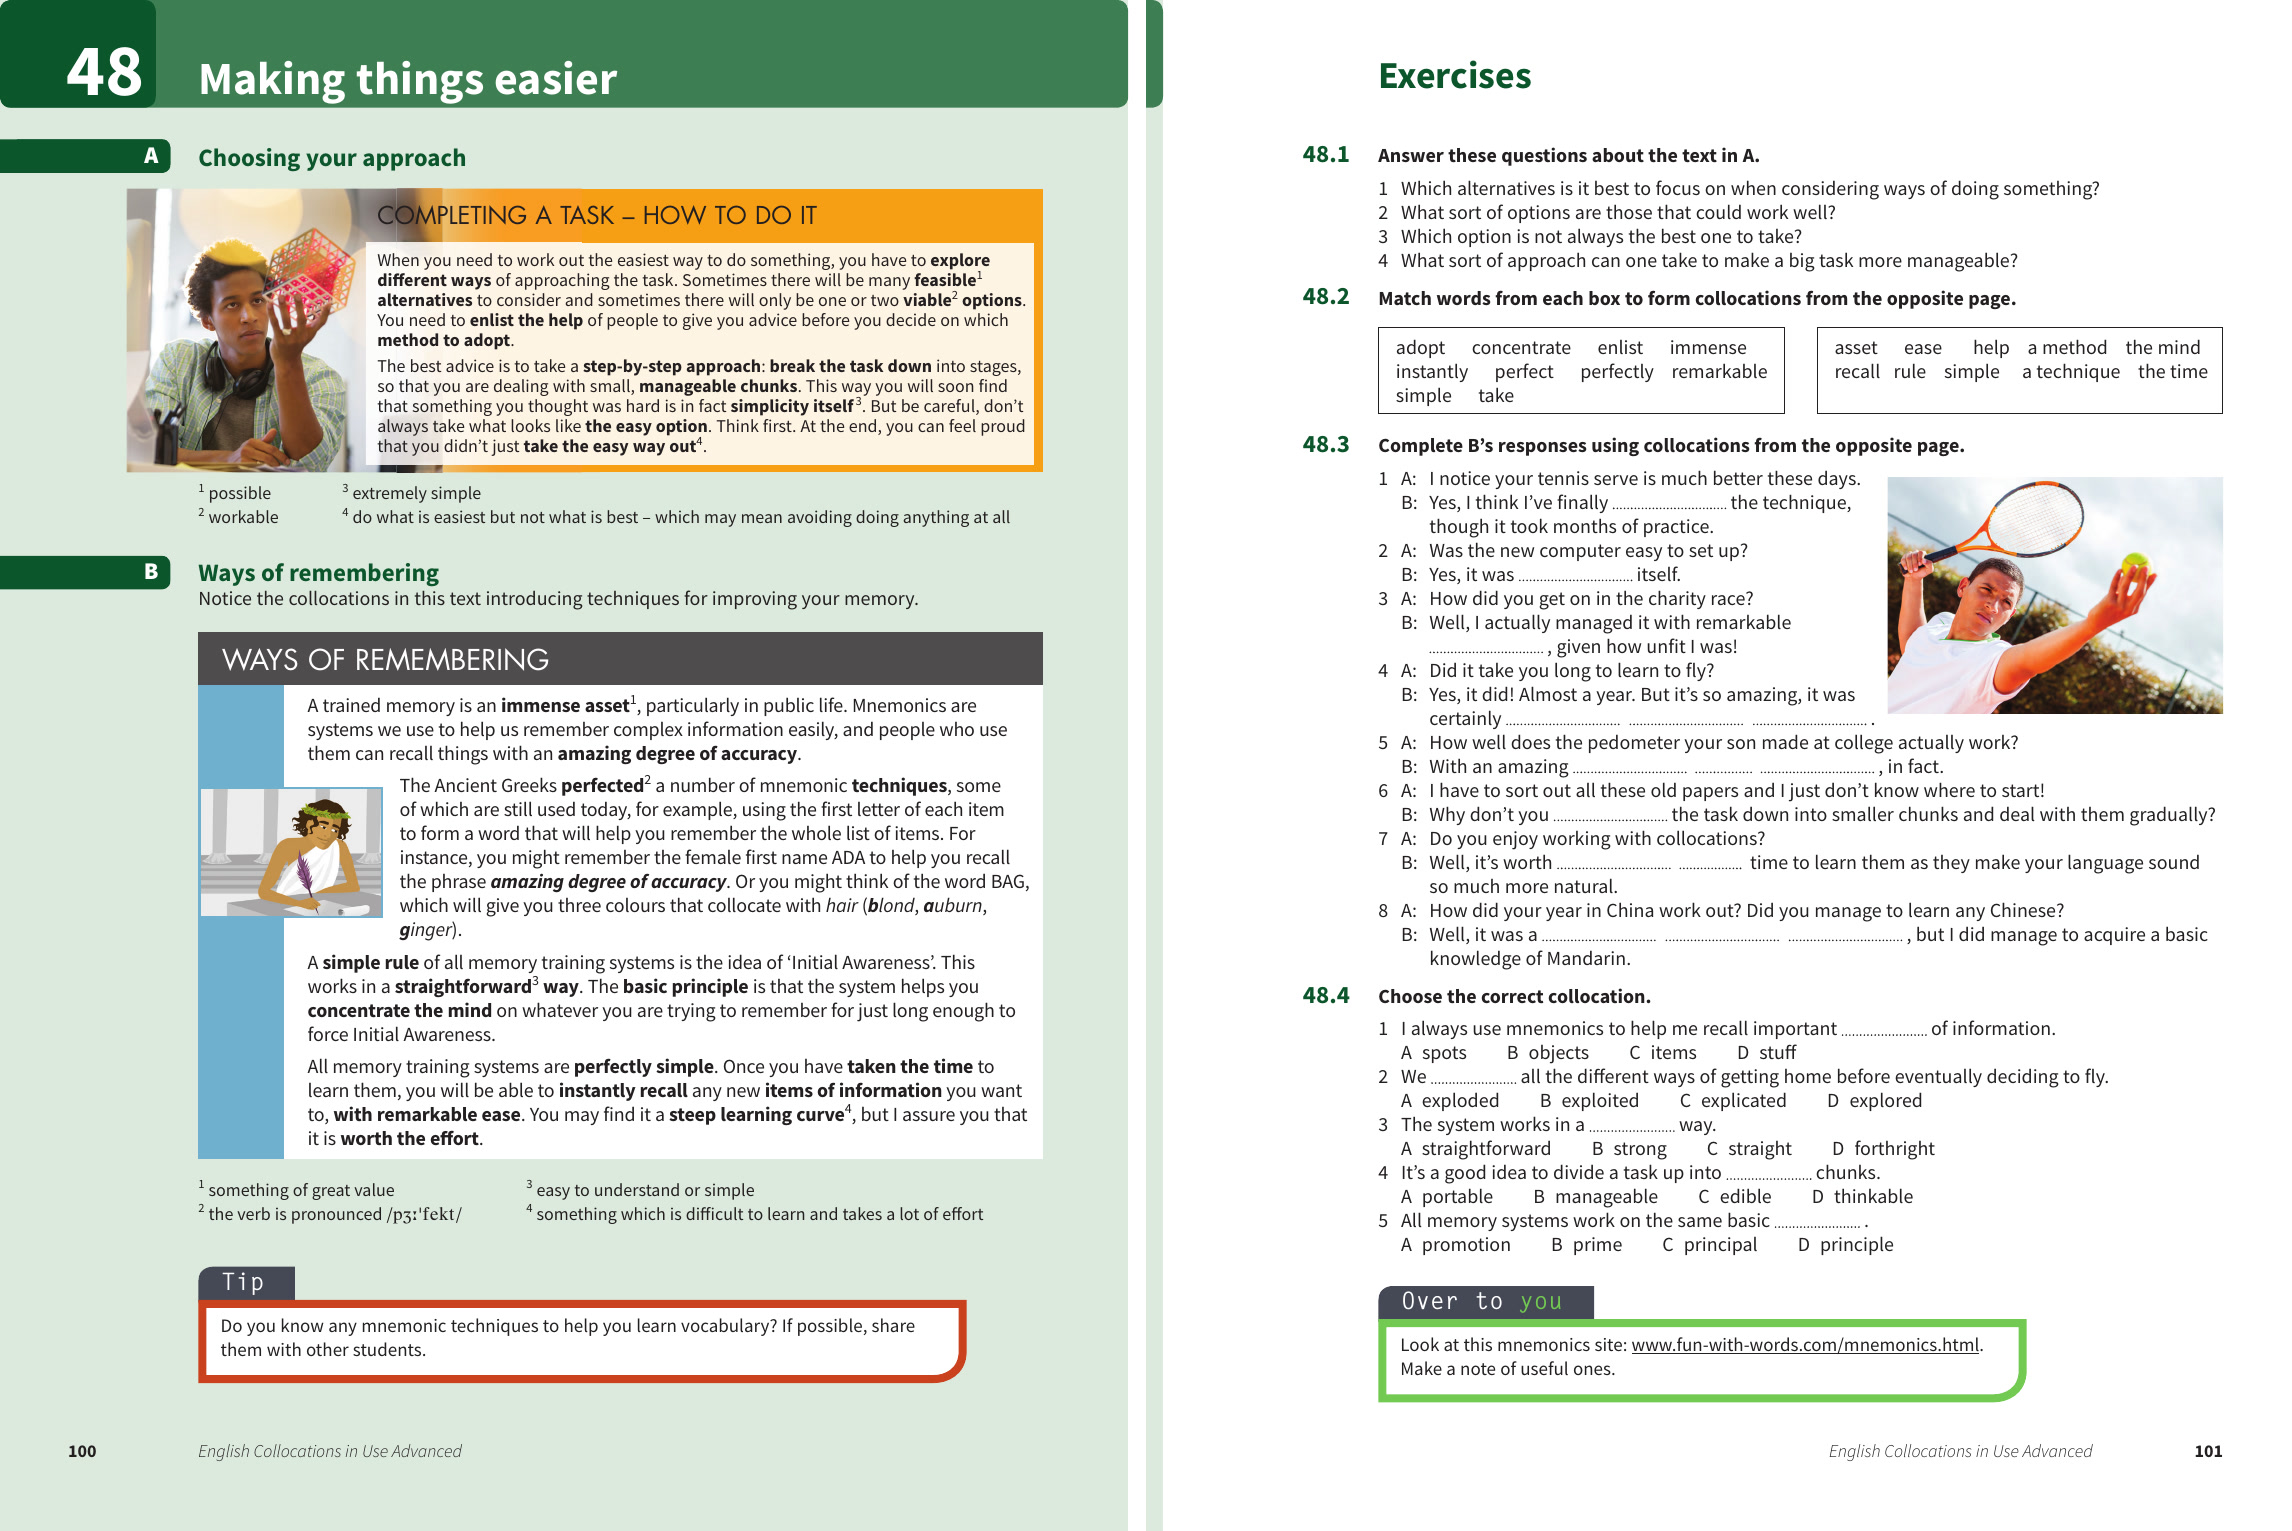 48
Making things easier
A
Choosing your approach
COMPLETING A TASK – HOW TO DO IT
When you need to work out the easiest way to do something, you have to explore
different ways of approaching the task. Sometimes there will be many feasible1
alternatives to consider and sometimes there will only be one or two viable2 options.
You need to enlist the help of people to give you advice before you decide on which
method to adopt.
The best advice is to take a step-by-step approach: break the task down into stages,
so that you are dealing with small, manageable chunks. This way you will soon find
that something you thought was hard is in fact simplicity itself3. But be careful, don't
always take what looks like the easy option. Think first. At the end, you can feel proud
that you didn't just take the easy way out4.
1 possible
3 extremely simple
2 workable
4 do what is easiest but not what is best – which may mean avoiding doing anything at all
B
Ways of remembering
Notice the collocations in this text introducing techniques for improving your memory.
WAYS OF REMEMBERING
A trained memory is an immense asset1, particularly in public life. Mnemonics are
systems we use to help us remember complex information easily, and people who use
them can recall things with an amazing degree of accuracy.
The Ancient Greeks perfected2 a number of mnemonic techniques, some
of which are still used today, for example, using the first letter of each item
to form a word that will help you remember the whole list of items. For
instance, you might remember the female first name ADA to help you recall
the phrase amazing degree of accuracy. Or you might think of the word BAG,
which will give you three colours that collocate with hair (blond, auburn,
ginger).
A simple rule of all memory training systems is the idea of 'Initial Awareness'. This
works in a straightforward3 way. The basic principle is that the system helps you
concentrate the mind on whatever you are trying to remember for just long enough to
force Initial Awareness.
All memory training systems are perfectly simple. Once you have taken the time to
learn them, you will be able to instantly recall any new items of information you want
to, with remarkable ease. You may find it a steep learning curve4, but I assure you that
it is worth the effort.
1 something of great value
3 easy to understand or simple
2 the verb is pronounced /pɜːˈfekt/
4 something which is difficult to learn and takes a lot of effort
Tip
Do you know any mnemonic techniques to help you learn vocabulary? If possible, share
them with other students.
100
English Collocations in Use Advanced
Exercises
48.1 Answer these questions about the text in A.
1 Which alternatives is it best to focus on when considering ways of doing something?
2 What sort of options are those that could work well?
3 Which option is not always the best one to take?
4 What sort of approach can one take to make a big task more manageable?
48.2 Match words from each box to form collocations from the opposite page.
adopt concentrate enlist immense
instantly perfect perfectly remarkable
simple take
asset ease help a method the mind
recall rule simple a technique the time
48.3 Complete B's responses using collocations from the opposite page.
1 A: I notice your tennis serve is much better these days.
B: Yes, I think I've finally ........................ the technique,
though it took months of practice.
2 A: Was the new computer easy to set up?
B: Yes, it was ........................ itself.
3 A: How did you get on in the charity race?
B: Well, I actually managed it with remarkable
........................ , given how unfit I was!
4 A: Did it take you long to learn to fly?
B: Yes, it did! Almost a year. But it's so amazing, it was
certainly ........................ ........................ ........................ .
5 A: How well does the pedometer your son made at college actually work?
B: With an amazing ........................ ............ ........................ , in fact.
6 A: I have to sort out all these old papers and I just don't know where to start!
B: Why don't you ........................ the task down into smaller chunks and deal with them gradually?
7 A: Do you enjoy working with collocations?
B: Well, it's worth ........................ ............ time to learn them as they make your language sound
so much more natural.
8 A: How did your year in China work out? Did you manage to learn any Chinese?
B: Well, it was a ........................ ........................ ........................ , but I did manage to acquire a basic
knowledge of Mandarin.
48.4 Choose the correct collocation.
1 I always use mnemonics to help me recall important .................. of information.
A spots B objects C items D stuff
2 We .................. all the different ways of getting home before eventually deciding to fly.
A exploded B exploited C explicated D explored
3 The system works in a .................. way.
A straightforward B strong C straight D forthright
4 It's a good idea to divide a task up into .................. chunks.
A portable B manageable C edible D thinkable
5 All memory systems work on the same basic .................. .
A promotion B prime C principal D principle
Over to you
Look at this mnemonics site: www.fun-with-words.com/mnemonics.html.
Make a note of useful ones.
English Collocations in Use Advanced
101